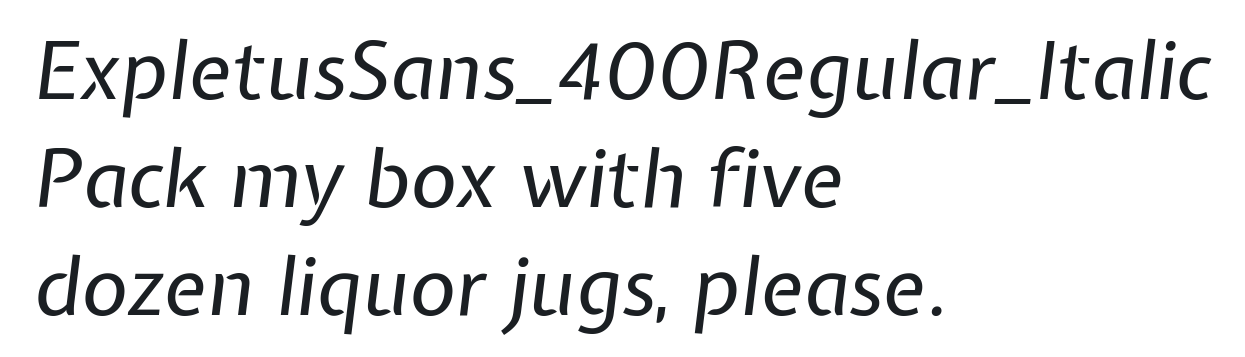 ExpletusSans_400Regular_Italic
Pack my box with five
dozen liquor jugs, please.